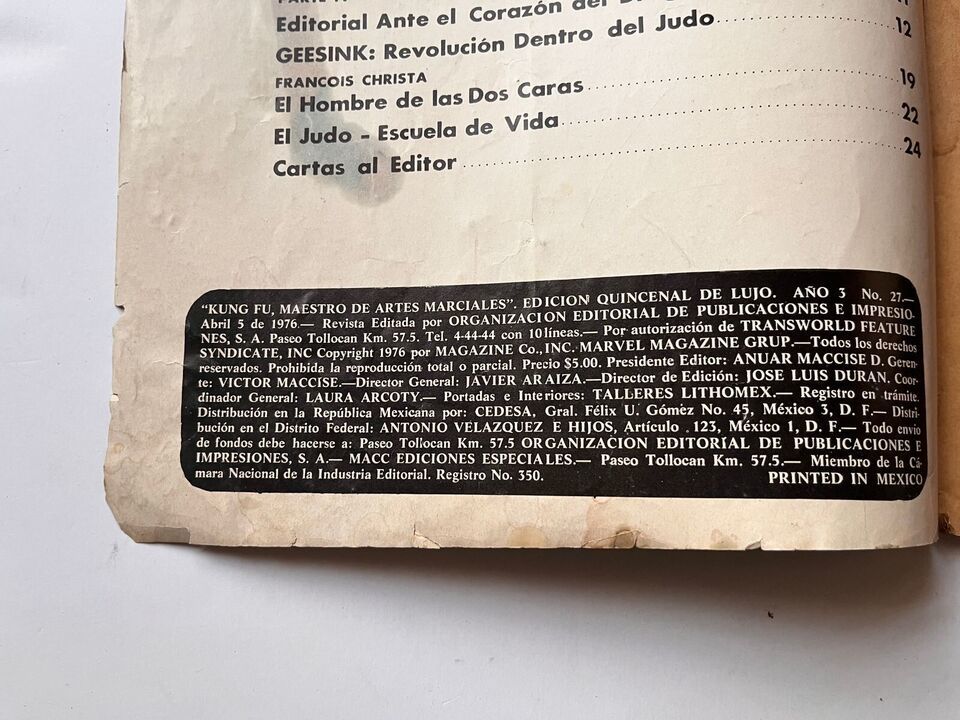 Editorial Ante el Corazón del
GEESINK: Revolución Dentro del Judo 12
FRANCOIS CHRISTA
El Hombre de las Dos Caras 19
El Judo - Escuela de Vida 22
Cartas al Editor 24
"KUNG FU, MAESTRO DE ARTES MARCIALES". EDICION QUINCENAL DE LUJO. AÑO 3 No. 27.—
Abril 5 de 1976.— Revista Editada por ORGANIZACION EDITORIAL DE PUBLICACIONES E IMPRESIO-
NES, S. A. Paseo Tollocan Km. 57.5. Tel. 4-44-44 con 10 líneas.— Por autorización de TRANSWORLD FEATURE
SYNDICATE, INC Copyright 1976 por MAGAZINE Co., INC. MARVEL MAGAZINE GRUP.—Todos los derechos
reservados. Prohibida la reproducción total o parcial. Precio $5.00. Presidente Editor: ANUAR MACCISE D. Geren-
te: VICTOR MACCISE.—Director General: JAVIER ARAIZA.—Director de Edición: JOSE LUIS DURAN. Coor-
dinador General: LAURA ARCOTY.— Portadas e Interiores: TALLERES LITHOMEX.— Registro en trámite.
Distribución en la República Mexicana por: CEDESA, Gral. Félix U. Gómez No. 45, México 3, D. F.— Distri-
bución en el Distrito Federal: ANTONIO VELAZQUEZ E HIJOS, Artículo 123, México 1, D. F.— Todo envío
de fondos debe hacerse a: Paseo Tollocan Km. 57.5 ORGANIZACION EDITORIAL DE PUBLICACIONES E
IMPRESIONES, S. A.— MACC EDICIONES ESPECIALES.— Paseo Tollocan Km. 57.5.— Miembro de la Cá-
mara Nacional de la Industria Editorial. Registro No. 350. PRINTED IN MEXICO